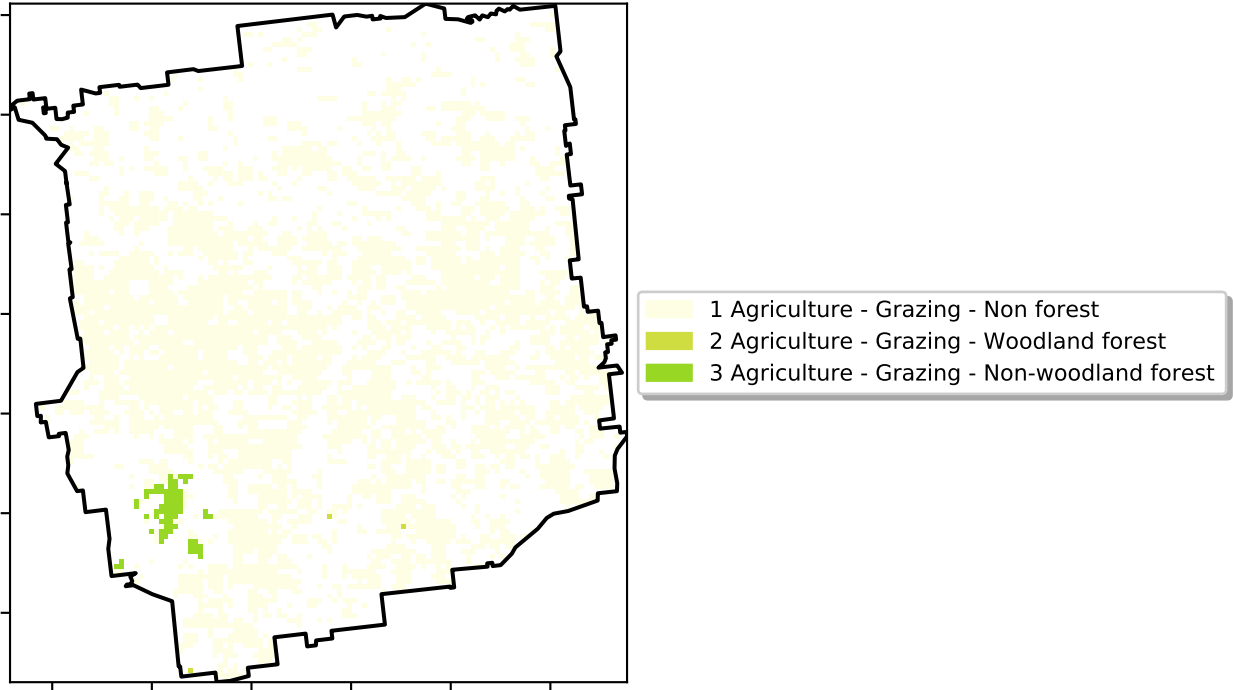 1 Agriculture - Grazing - Non forest
2 Agriculture - Grazing - Woodland forest
3 Agriculture - Grazing - Non-woodland forest